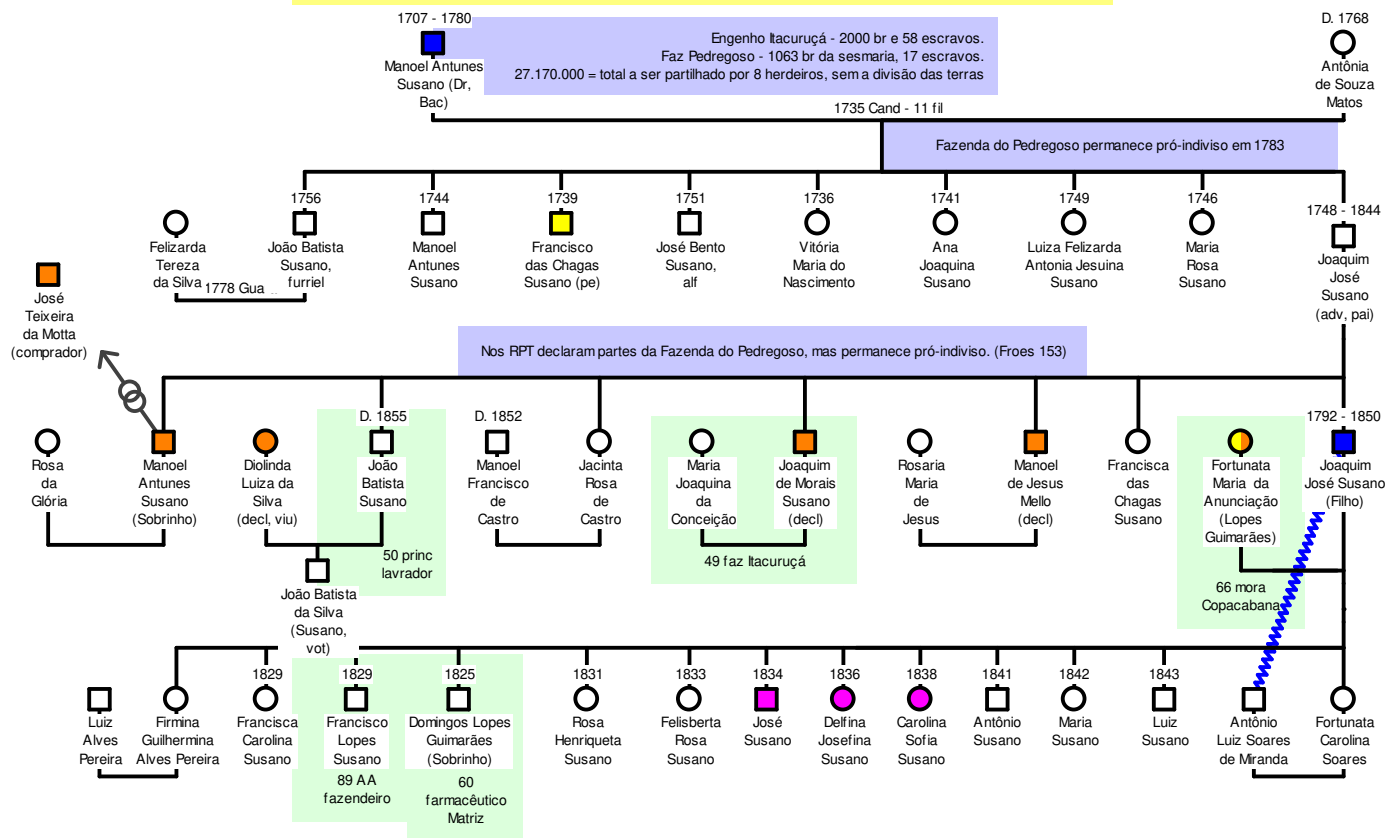 1707 - 1780
Manoel Antunes
Susano (Dr,
Bac)
Engenho Itacuruçá - 2000 br e 58 escravos.
Faz Pedregoso - 1063 br da sesmaria, 17 escravos.
27.170.000 = total a ser partilhado por 8 herdeiros, sem a divisão das terras
D. 1768
Antônia
de Souza
Matos
1735 Cand - 11 fil
Fazenda do Pedregoso permanece pró-indiviso em 1783
Felizarda
Tereza
da Silva
1778 Gua
1756
João Batista
Susano,
furriel
1744
Manoel
Antunes
Susano
1739
Francisco
das Chagas
Susano (pe)
1751
José Bento
Susano,
alf
1736
Vitória
Maria do
Nascimento
1741
Ana
Joaquina
Susano
1749
Luiza Felizarda
Antonia Jesuina
Susano
1746
Maria
Rosa
Susano
1748 - 1844
Joaquim
José
Susano
(adv, pai)
José
Teixeira
da Motta
(comprador)
Nos RPT declaram partes da Fazenda do Pedregoso, mas permanece pró-indiviso. (Froes 153)
Rosa
da
Glória
Manoel
Antunes
Susano
(Sobrinho)
Diolinda
Luiza da
Silva
(decl, viu)
D. 1855
João
Batista
Susano
50 princ
lavrador
D. 1852
Manoel
Francisco
de
Castro
Jacinta
Rosa de
Castro
Maria
Joaquina
da
Conceição
Joaquim
de Morais
Susano
(decl)
49 faz Itacuruçá
Rosaria
Maria
de
Jesus
Manoel
de Jesus
Mello
(decl)
Francisca
das
Chagas
Susano
Fortunata
Maria da
Anunciação
(Lopes
Guimarães)
66 mora
Copacabana
1792 - 1850
Joaquim
José Susano
(Filho)
João Batista
da Silva
(Susano,
vot)
Luiz
Alves
Pereira
Firmina
Guilhermina
Alves Pereira
1829
Francisca
Carolina
Susano
1829
Francisco
Lopes
Susano
89 AA
fazendeiro
1825
Domingos Lopes
Guimarães
(Sobrinho)
60
farmacêutico
Matriz
1831
Rosa
Henriqueta
Susano
1833
Felisberta
Rosa
Susano
1834
José
Susano
1836
Delfina
Josefina
Susano
1838
Carolina
Sofia
Susano
1841
Antônio
Susano
1842
Maria
Susano
1843
Luiz
Susano
Antônio
Luiz Soares
de Miranda
Fortunata
Carolina
Soares